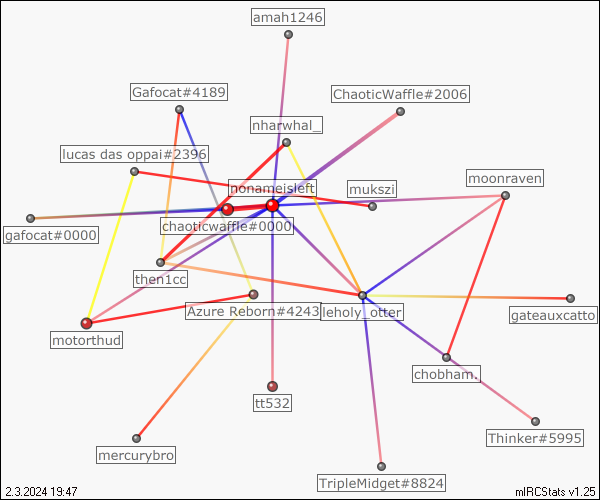 amah1246
Gafocat#4189
ChaoticWaffle#2006
nharwhal_
lucas das oppai#2396
moonraven
nonameisleft
mukszi
chaoticwaffle#0000
gafocat#0000
then1cc
Azure Reborn#4243
leholy_otter
gateauxcatto
motorthud
chobham.
tt532
Thinker#5995
mercurybro
TripleMidget#8824
2.3.2024 19:47
mIRCStats v1.25